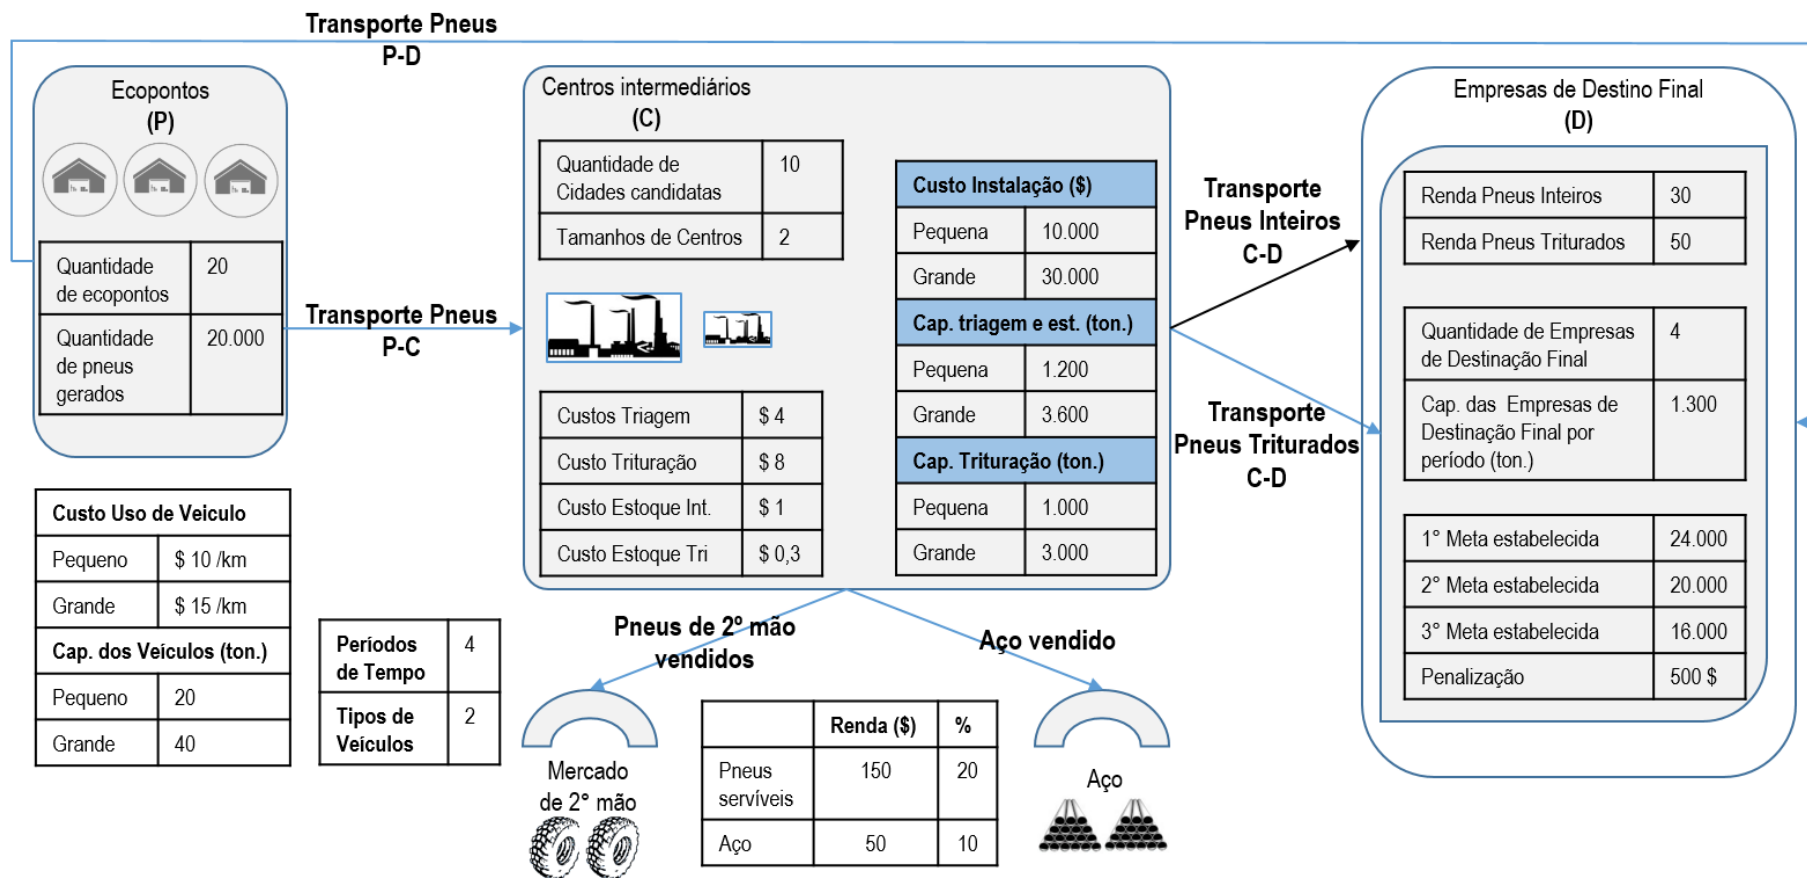 Transporte Pneus
P-D
Ecopontos
(P)
Quantidade
de ecopontos
20
Quantidade
de pneus
gerados
20.000
Transporte Pneus
P-C
Centros intermediários
(C)
Quantidade de
Cidades candidatas
10
Tamanhos de Centros
2
Custos Triagem
$ 4
Custo Trituração
$ 8
Custo Estoque Int.
$ 1
Custo Estoque Tri
$ 0,3
Custo Instalação ($)
Pequena
10.000
Grande
30.000
Cap. triagem e est. (ton.)
Pequena
1.200
Grande
3.600
Cap. Trituração (ton.)
Pequena
1.000
Grande
3.000
Transporte
Pneus Inteiros
C-D
Transporte
Pneus Triturados
C-D
Empresas de Destino Final
(D)
Renda Pneus Inteiros
30
Renda Pneus Triturados
50
Quantidade de Empresas
de Destinação Final
4
Cap. das Empresas de
Destinação Final por
período (ton.)
1.300
1° Meta estabelecida
24.000
2° Meta estabelecida
20.000
3° Meta estabelecida
16.000
Penalização
500 $
Custo Uso de Veiculo
Pequeno
$ 10 /km
Grande
$ 15 /km
Cap. dos Veículos (ton.)
Pequeno
20
Grande
40
Períodos
de Tempo
4
Tipos de
Veículos
2
Pneus de 2º mão
vendidos
Aço vendido
Mercado
de 2° mão
Renda ($)
%
Pneus
servíveis
150
20
Aço
50
10
Aço